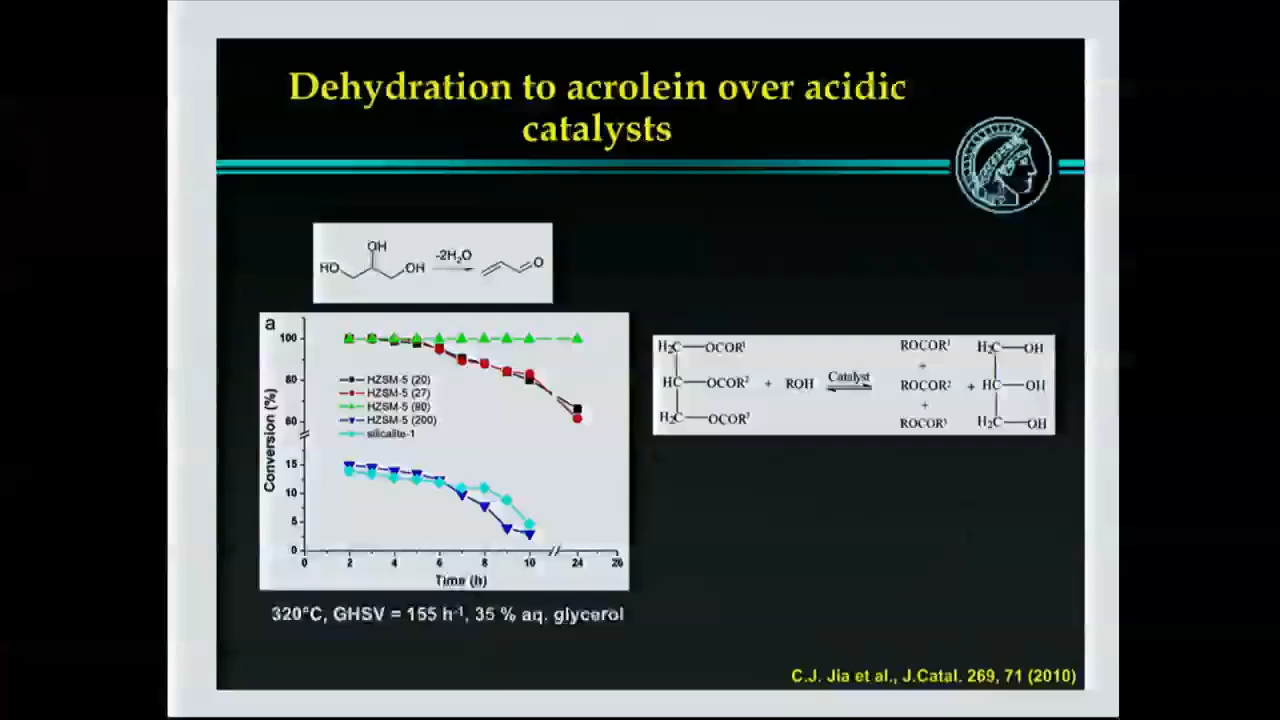 Dehydration to acrolein over acidic
catalysts
OH
HO
OH
-2H₂O
O
a
Conversion (%)
100
80
60
15
10
5
0
HZSM-5 (20)
HZSM-5 (27)
HZSM-5 (80)
HZSM-5 (200)
silicalite-1
0 2 4 6 8 10 24 26
Time (h)
320°C, GHSV = 155 h⁻¹, 35 % aq. glycerol
H₂C—OCOR¹
HC—OCOR² + ROH Catalyst
H₂C—OCOR³
ROCOR¹
+
ROCOR²
+
ROCOR³
+
H₂C—OH
HC—OH
H₂C—OH
C.J. Jia et al., J.Catal. 269, 71 (2010)